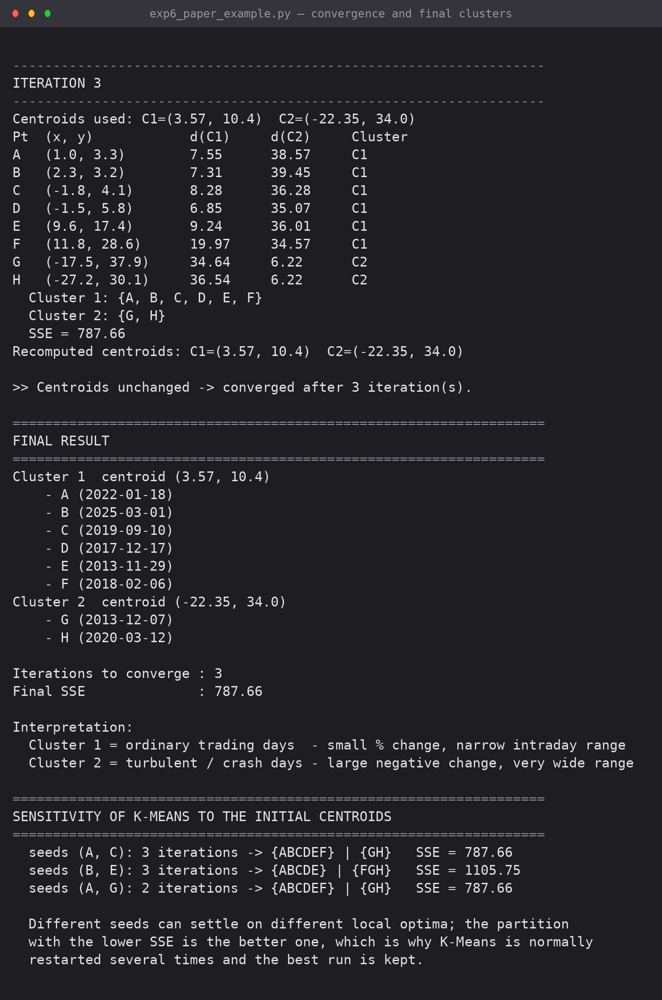 exp6_paper_example.py — convergence and final clusters
------------------------------------------------------------------
ITERATION 3
------------------------------------------------------------------
Centroids used: C1=(3.57, 10.4)  C2=(-22.35, 34.0)
Pt  (x, y)            d(C1)     d(C2)     Cluster
A   (1.0, 3.3)        7.55      38.57     C1
B   (2.3, 3.2)        7.31      39.45     C1
C   (-1.8, 4.1)       8.28      36.28     C1
D   (-1.5, 5.8)       6.85      35.07     C1
E   (9.6, 17.4)       9.24      36.01     C1
F   (11.8, 28.6)      19.97     34.57     C1
G   (-17.5, 37.9)     34.64     6.22      C2
H   (-27.2, 30.1)     36.54     6.22      C2
  Cluster 1: {A, B, C, D, E, F}
  Cluster 2: {G, H}
  SSE = 787.66
Recomputed centroids: C1=(3.57, 10.4)  C2=(-22.35, 34.0)
>> Centroids unchanged -> converged after 3 iteration(s).
==================================================================
FINAL RESULT
==================================================================
Cluster 1  centroid (3.57, 10.4)
    - A (2022-01-18)
    - B (2025-03-01)
    - C (2019-09-10)
    - D (2017-12-17)
    - E (2013-11-29)
    - F (2018-02-06)
Cluster 2  centroid (-22.35, 34.0)
    - G (2013-12-07)
    - H (2020-03-12)
Iterations to converge : 3
Final SSE              : 787.66
Interpretation:
  Cluster 1 = ordinary trading days  - small % change, narrow intraday range
  Cluster 2 = turbulent / crash days - large negative change, very wide range
==================================================================
SENSITIVITY OF K-MEANS TO THE INITIAL CENTROIDS
==================================================================
  seeds (A, C): 3 iterations -> {ABCDEF} | {GH}   SSE = 787.66
  seeds (B, E): 3 iterations -> {ABCDE} | {FGH}   SSE = 1105.75
  seeds (A, G): 2 iterations -> {ABCDEF} | {GH}   SSE = 787.66
  Different seeds can settle on different local optima; the partition
  with the lower SSE is the better one, which is why K-Means is normally
  restarted several times and the best run is kept.